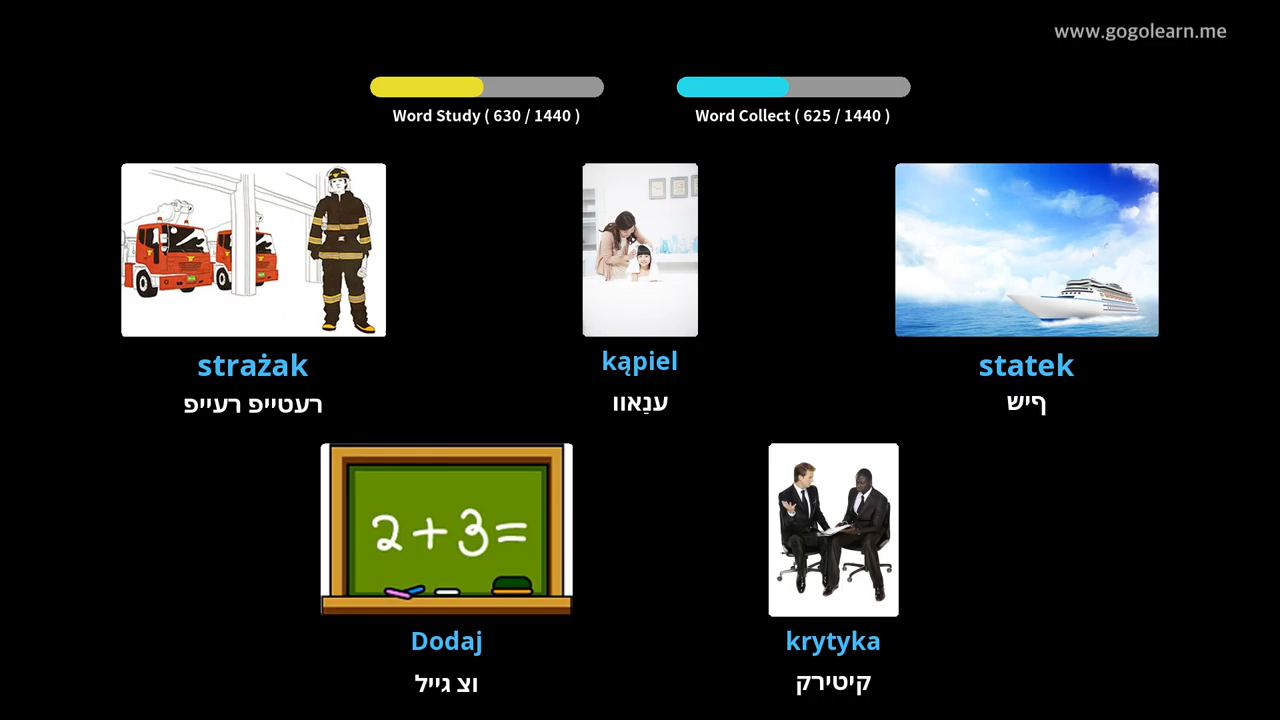 www.gogolearn.me
Word Study ( 630 / 1440 )
Word Collect ( 625 / 1440 )
strażak
רעטייפ רעייפ
kąpiel
ענַאוו
statek
ףיש
2+3=
Dodaj
וצ גייל
krytyka
קיטירק